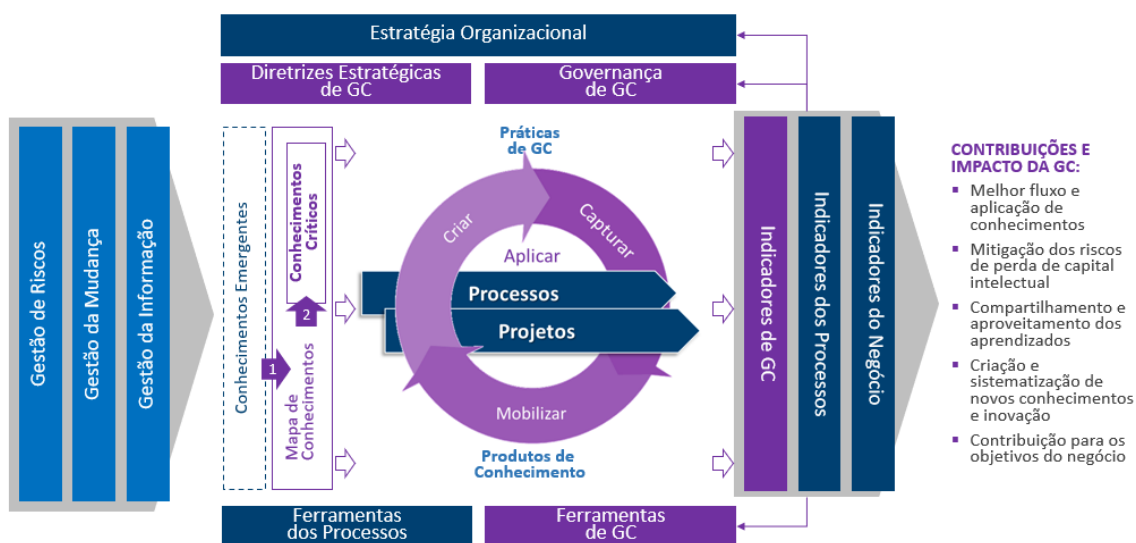 Estratégia Organizacional
Diretrizes Estratégicas
de GC
Governança
de GC
Gestão de Riscos
Gestão da Mudança
Gestão da Informação
Conhecimentos Emergentes
1
Mapa de
Conhecimentos
2
Conhecimentos
Críticos
Práticas
de GC
Criar
Capturar
Aplicar
Processos
Projetos
Mobilizar
Produtos de
Conhecimento
Indicadores de GC
Indicadores dos Processos
Indicadores do Negócio
CONTRIBUIÇÕES E
IMPACTO DA GC:
▪ Melhor fluxo e
aplicação de
conhecimentos
▪ Mitigação dos riscos
de perda de capital
intelectual
▪ Compartilhamento e
aproveitamento dos
aprendizados
▪ Criação e
sistematização de
novos conhecimentos
e inovação
▪ Contribuição para os
objetivos do negócio
Ferramentas
dos Processos
Ferramentas
de GC